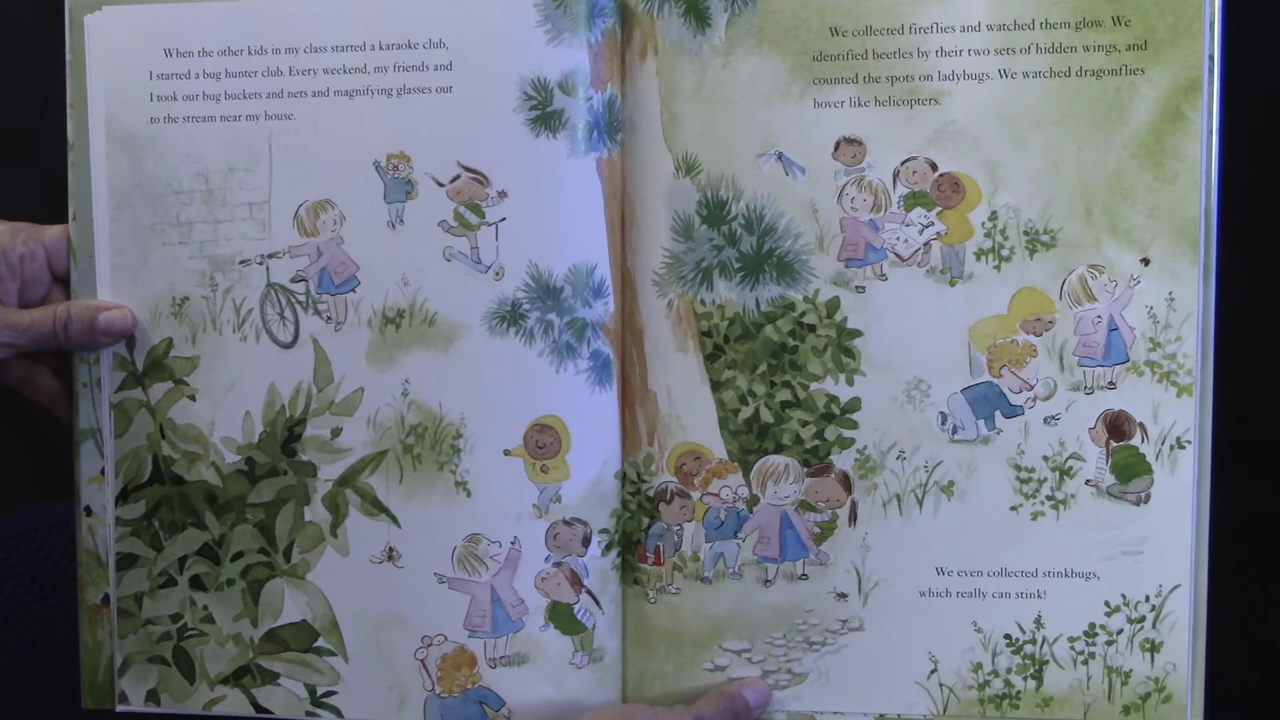 When the other kids in my class started a karaoke club,
I started a bug hunter club. Every weekend, my friends and
I took our bug buckets and nets and magnifying glasses out
to the stream near my house.
We collected fireflies and watched them glow. We
identified beetles by their two sets of hidden wings, and
counted the spots on ladybugs. We watched dragonflies
hover like helicopters.
We even collected stinkbugs,
which really can stink!